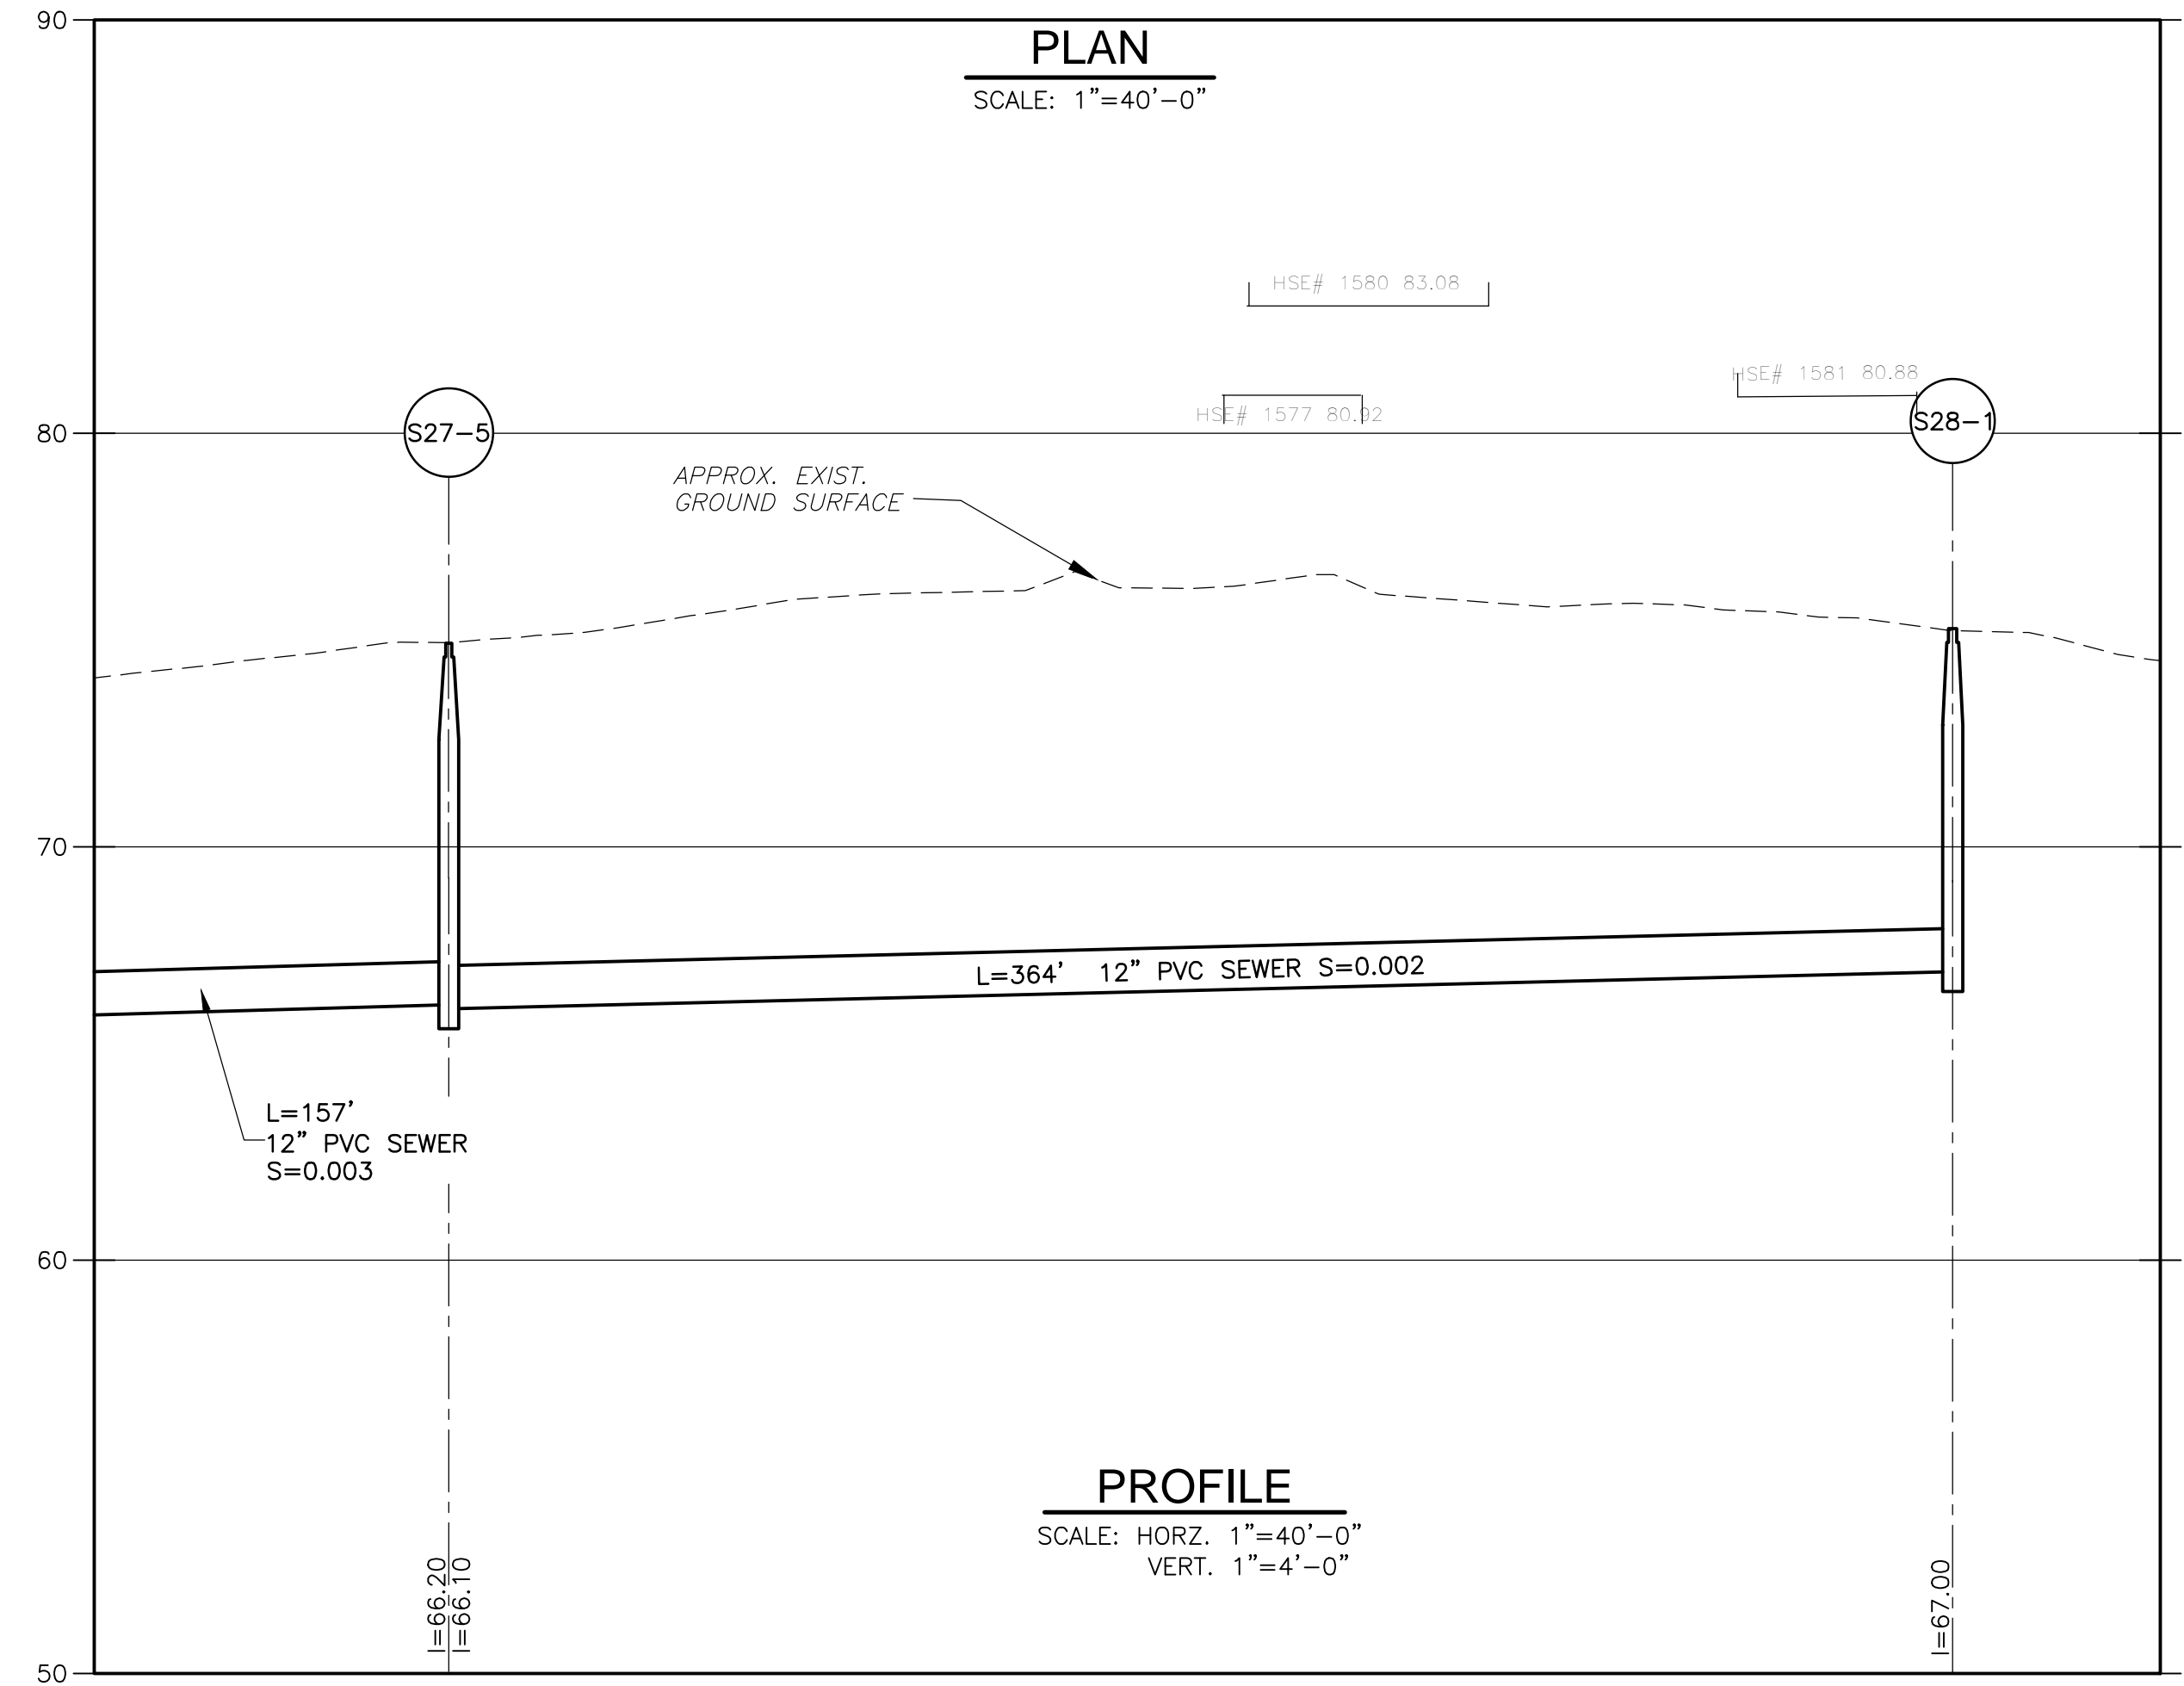 90
PLAN
SCALE: 1"=40'-0"
HSE# 1580 83.08
HSE# 1581 80.88
HSE# 1577 80.92
80
S27-5
S28-1
APPROX. EXIST.
GROUND SURFACE
70
L=364' 12" PVC SEWER S=0.002
L=157'
12" PVC SEWER
S=0.003
60
PROFILE
SCALE: HORZ. 1"=40'-0"
VERT. 1"=4'-0"
I=66.20
I=66.10
I=67.00
50